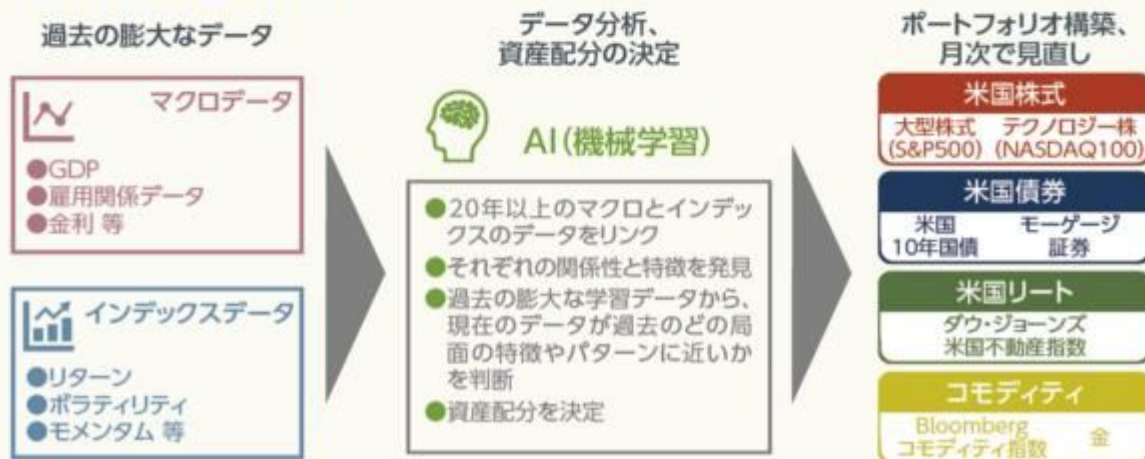 過去の膨大なデータ
マクロデータ
●GDP
●雇用関係データ
●金利 等
インデックスデータ
●リターン
●ボラティリティ
●モメンタム 等
データ分析、
資産配分の決定
AI(機械学習)
●20年以上のマクロとインデッ
クスのデータをリンク
●それぞれの関係性と特徴を発見
●過去の膨大な学習データから、
現在のデータが過去のどの局
面の特徴やパターンに近いか
を判断
●資産配分を決定
ポートフォリオ構築、
月次で見直し
米国株式
大型株式 テクノロジー株
(S&P500) (NASDAQ100)
米国債券
米国 モーゲージ
10年国債 証券
米国リート
ダウ・ジョーンズ
米国不動産指数
コモディティ
Bloomberg
コモディティ指数 金